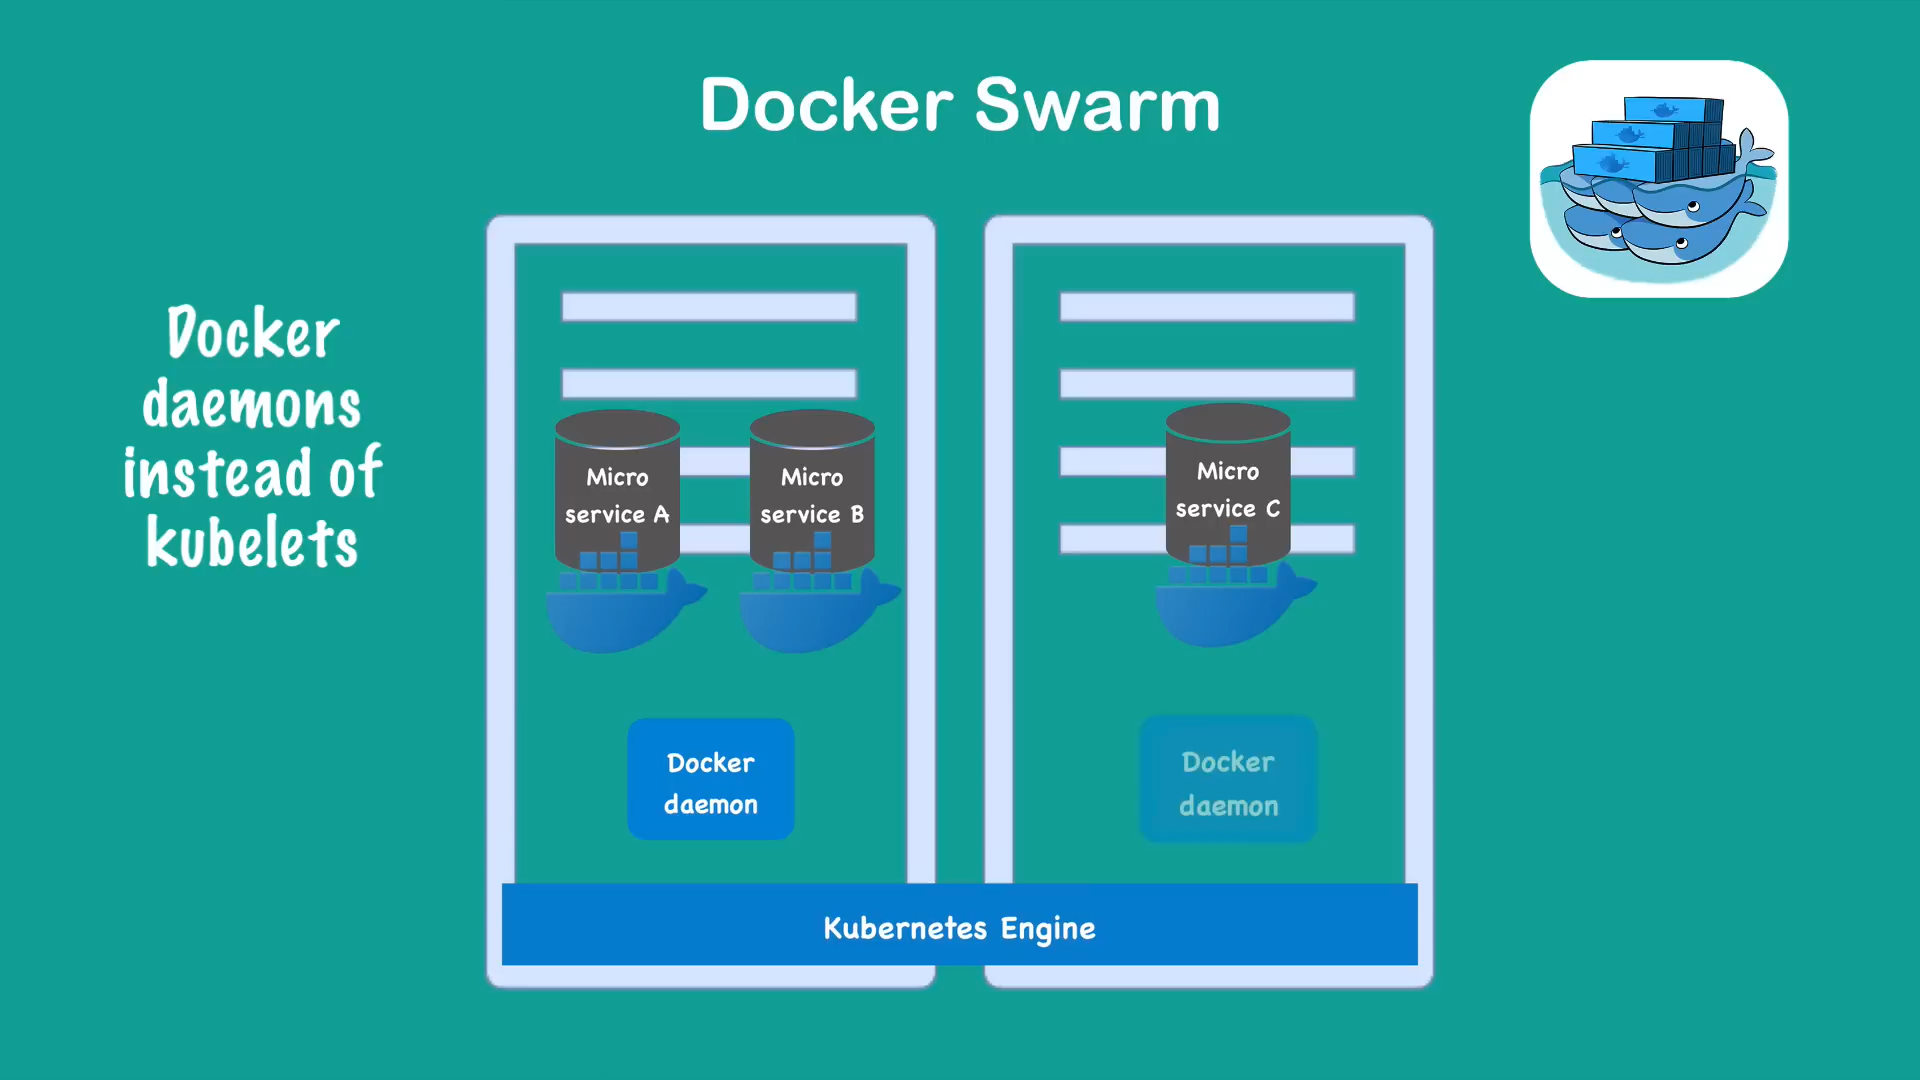 Docker Swarm
Docker
daemons
instead of
kubelets
Micro
service A
Micro
service B
Micro
service C
Docker
daemon
Docker
daemon
Kubernetes Engine